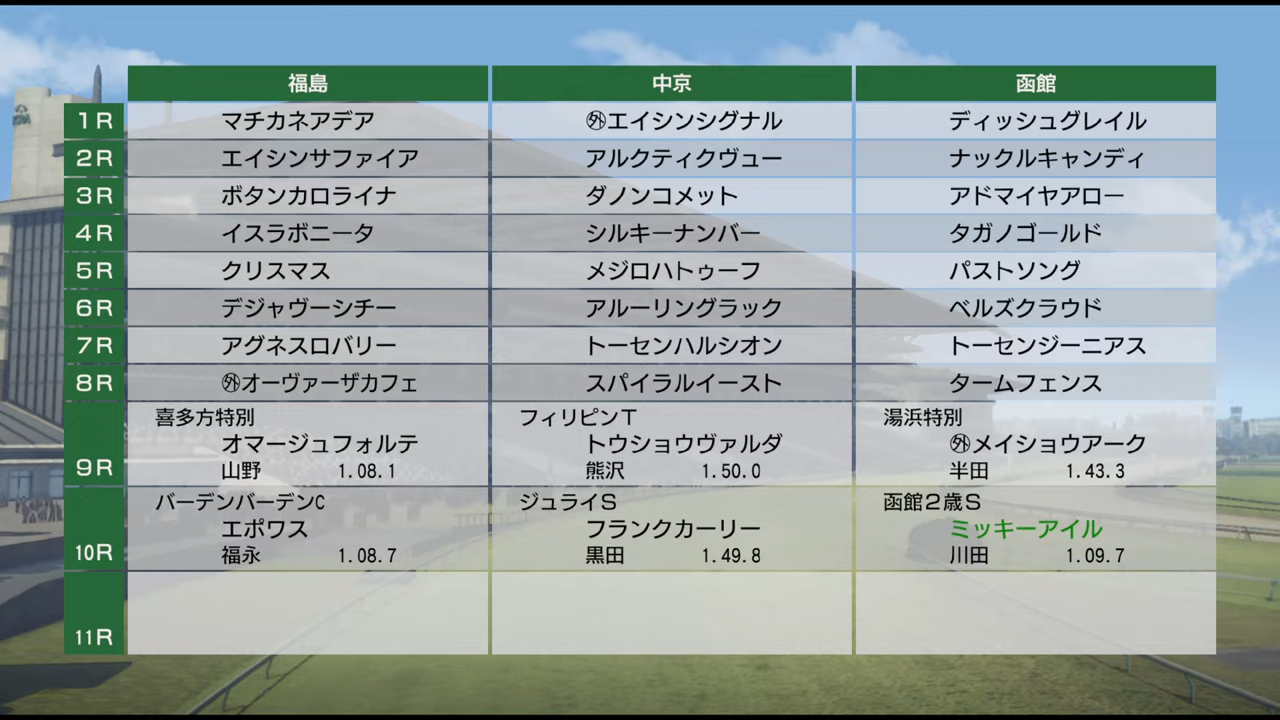 福島 中京 函館
1R マチカネアデア ㊕エイシンシグナル ディッシュグレイル
2R エイシンサファイア アルクティクヴュー ナックルキャンディ
3R ボタンカロライナ ダノンコメット アドマイヤアロー
4R イスラボニータ シルキーナンバー タガノゴールド
5R クリスマス メジロハトゥーフ パストソング
6R デジャヴーシチー アルーリングラック ベルズクラウド
7R アグネスロバリー トーセンハルシオン トーセンジーニアス
8R 外オーヴァーザカフェ スパイラルイースト タームフェンス
喜多方特別 フィリピンT 湯浜特別
オマージュフォルテ トウショウヴァルダ 外メイショウアーク
9R 山野 1.08.1 熊沢 1.50.0 半田 1.43.3
バーデンバーデンC ジュライS 函館2歳S
エポワス フランクカーリー ミッキーアイル
10R 福永 1.08.7 黒田 1.49.8 川田 1.09.7
11R